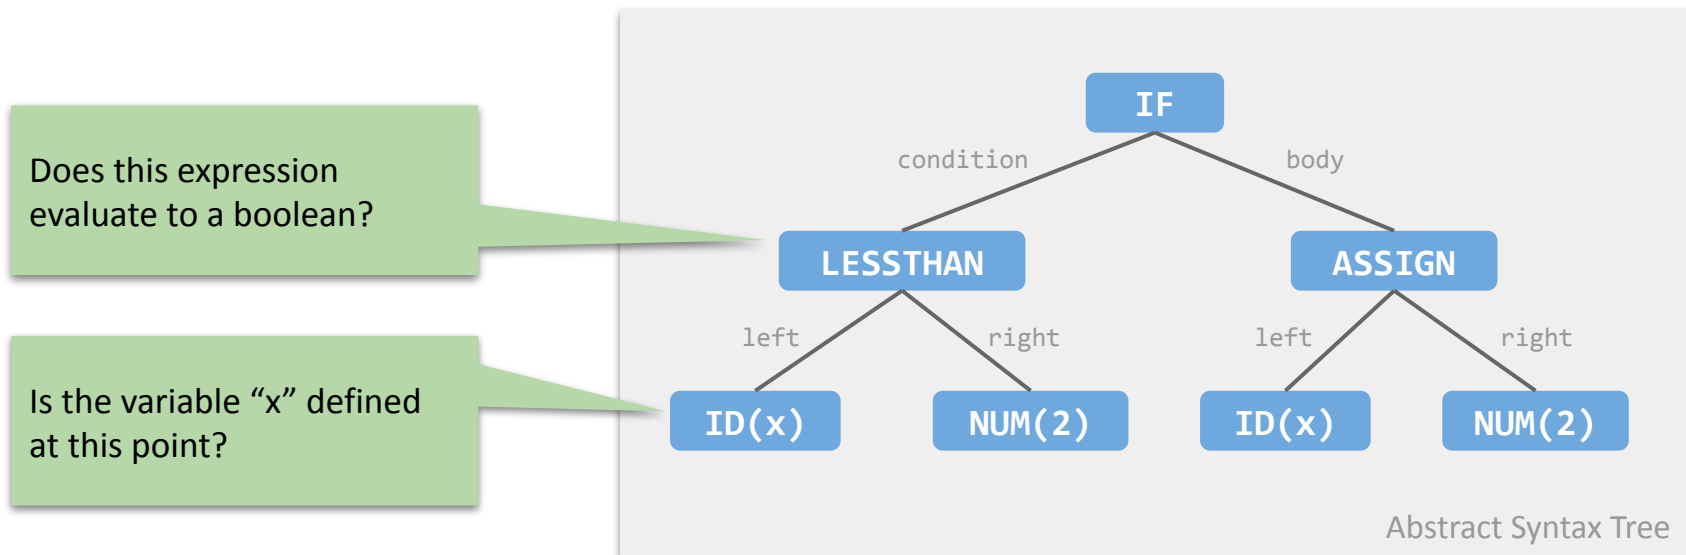 IF
condition
body
Does this expression
evaluate to a boolean?
LESSTHAN
ASSIGN
left
right
left
right
Is the variable “x” defined
at this point?
ID(x)
NUM(2)
ID(x)
NUM(2)
Abstract Syntax Tree